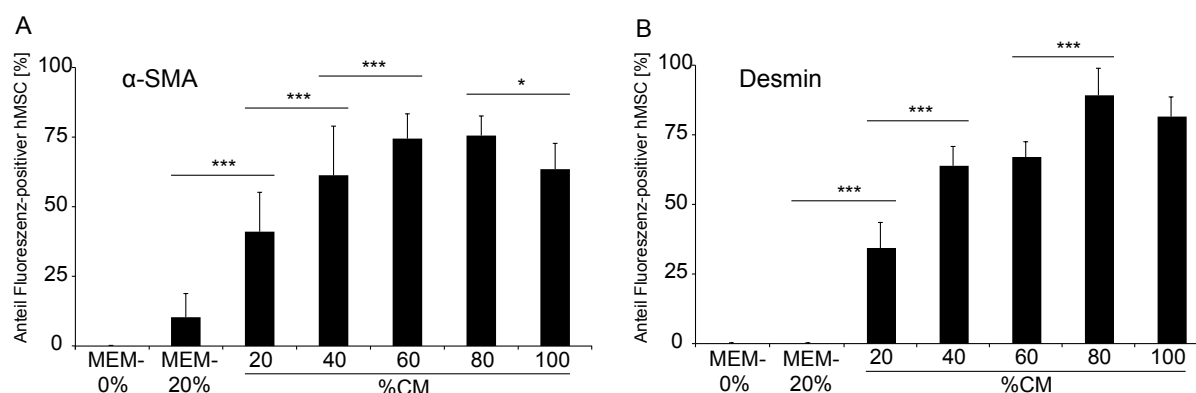 A
Anteil Fluoreszenz-positiver hMSC [%]
α-SMA
100
75
50
25
0
***
***
***
*
MEM-
0%
MEM-
20%
20 40 60 80 100
%CM
B
Anteil Fluoreszenz-positiver hMSC [%]
Desmin
100
75
50
25
0
***
***
***
MEM-
0%
MEM-
20%
20 40 60 80 100
%CM